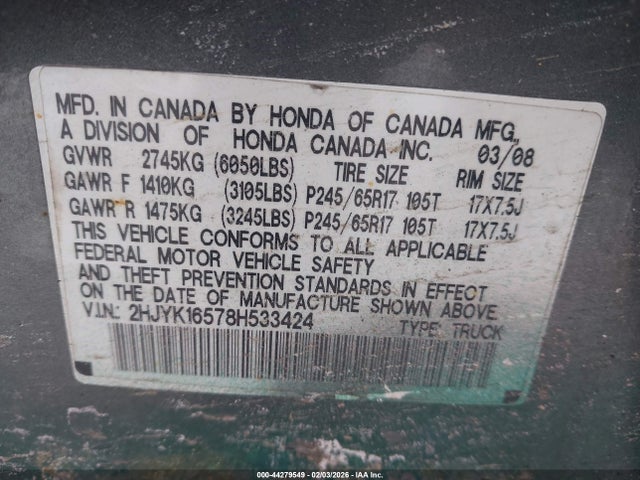 MFD. IN CANADA BY HONDA OF CANADA MFG.,
A DIVISION OF HONDA CANADA INC. 03/08
GVWR 2745KG (6050LBS) TIRE SIZE RIM SIZE
GAWR F 1410KG (3105LBS) P245/65R17 105T 17X7.5J
GAWR R 1475KG (3245LBS) P245/65R17 105T 17X7.5J
THIS VEHICLE CONFORMS TO ALL APPLICABLE
FEDERAL MOTOR VEHICLE SAFETY
AND THEFT PREVENTION STANDARDS IN EFFECT
ON THE DATE OF MANUFACTURE SHOWN ABOVE.
V.I.N.: 2HJYK16578H533424 TYPE: TRUCK
000-44279549 - 02/03/2026 - IAAI, Inc.